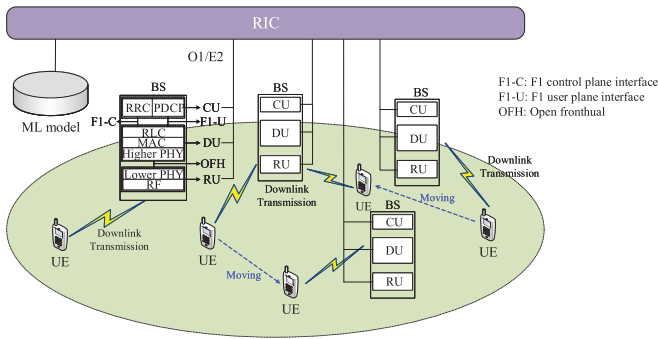 RIC
O1/E2
BS
RRC PDCP CU
F1-C F1-U
RLC
MAC DU
Higher PHY
OFH
Lower PHY RU
RF
ML model
BS
CU
DU
RU
BS
CU
DU
RU
F1-C: F1 control plane interface
F1-U: F1 user plane interface
OFH: Open fronthual
Downlink
Transmission
Downlink
Transmission
UE
Moving
BS
CU
DU
RU
UE
Downlink
Transmission
UE
UE
Moving
UE